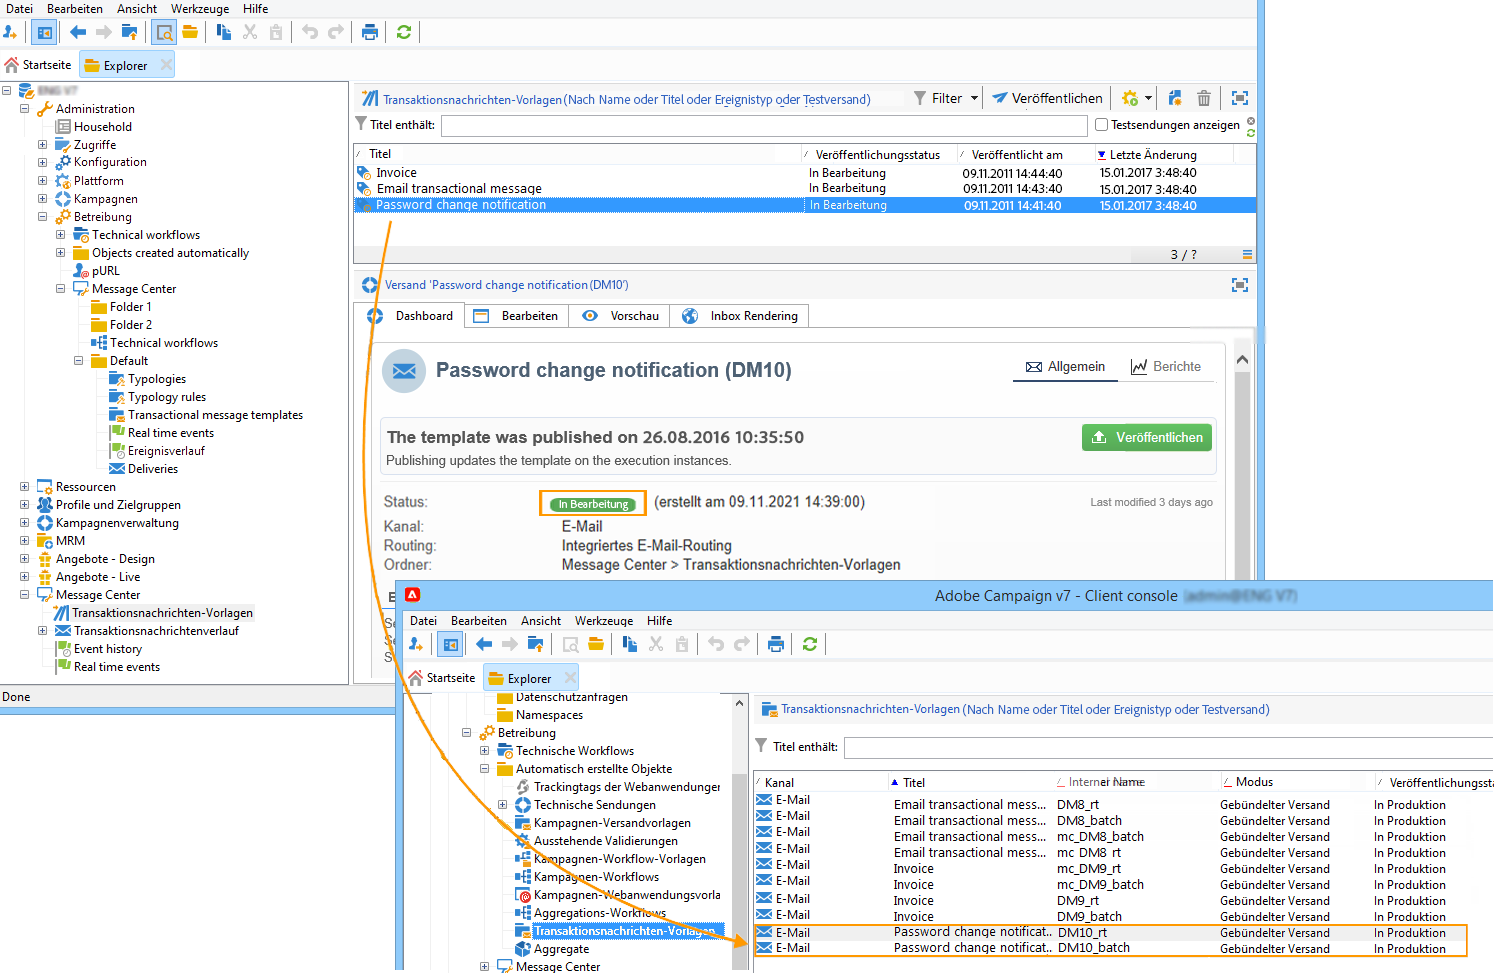 Datei Bearbeiten Ansicht Werkzeuge Hilfe
Startseite Explorer
Administration
Household
Zugriffe
Konfiguration
Plattform
Kampagnen
Betreibung
Technical workflows
Objects created automatically
pURL
Message Center
Folder 1
Folder 2
Technical workflows
Default
Typologies
Typology rules
Transactional message templates
Real time events
Ereignisverlauf
Deliveries
Ressourcen
Profile und Zielgruppen
Kampagnenverwaltung
MRM
Angebote - Design
Angebote - Live
Message Center
Transaktionsnachrichten-Vorlagen
Transaktionsnachrichtenverlauf
Event history
Real time events
Done
Transaktionsnachrichten-Vorlagen (Nach Name oder Titel oder Ereignistyp oder Testversand) Filter Veröffentlichen
Titel enthält: Testsendungen anzeigen
Titel Veröffentlichungsstatus Veröffentlicht am Letzte Änderung
Invoice In Bearbeitung 09.11.2011 14:44:40 15.01.2017 3:48:40
Email transactional message In Bearbeitung 09.11.2011 14:43:40 15.01.2017 3:48:40
Password change notification In Bearbeitung 09.11.2011 14:41:40 15.01.2017 3:48:40
3 / ?
Versand 'Password change notification (DM10')
Dashboard Bearbeiten Vorschau Inbox Rendering
Password change notification (DM10) Allgemein Berichte
The template was published on 26.08.2016 10:35:50 Veröffentlichen
Publishing updates the template on the execution instances.
Status: In Bearbeitung (erstellt am 09.11.2021 14:39:00) Last modified 3 days ago
Kanal: E-Mail
Routing: Integriertes E-Mail-Routing
Ordner: Message Center > Transaktionsnachrichten-Vorlagen
Adobe Campaign v7 - Client console
Datei Bearbeiten Ansicht Werkzeuge Hilfe
Startseite Explorer
Datenschutzanfragen
Namespaces
Betreibung
Technische Workflows
Automatisch erstellte Objekte
Trackingtags der Webanwendunger
Technische Sendungen
Kampagnen-Versandvorlagen
Ausstehende Validierungen
Kampagnen-Workflow-Vorlagen
Kampagnen-Workflows
Kampagnen-Webanwendungsvorla
Aggregations-Workflows
Transaktionsnachrichten-Vorlagen
Aggregate
Message Center
Transaktionsnachrichten-Vorlagen (Nach Name oder Titel oder Ereignistyp oder Testversand)
Titel enthält:
Kanal Titel Interner Name Modus Veröffentlichungssta
E-Mail Email transactional mess... DM8_rt Gebündelter Versand In Produktion
E-Mail Email transactional mess... DM8_batch Gebündelter Versand In Produktion
E-Mail Email transactional mess... mc_DM8_batch Gebündelter Versand In Produktion
E-Mail Email transactional mess... mc_DM8_rt Gebündelter Versand In Produktion
E-Mail Invoice mc_DM9_rt Gebündelter Versand In Produktion
E-Mail Invoice mc_DM9_batch Gebündelter Versand In Produktion
E-Mail Invoice DM9_rt Gebündelter Versand In Produktion
E-Mail Invoice DM9_batch Gebündelter Versand In Produktion
E-Mail Password change notificat.. DM10_rt Gebündelter Versand In Produktion
E-Mail Password change notificat... DM10_batch Gebündelter Versand In Produktion